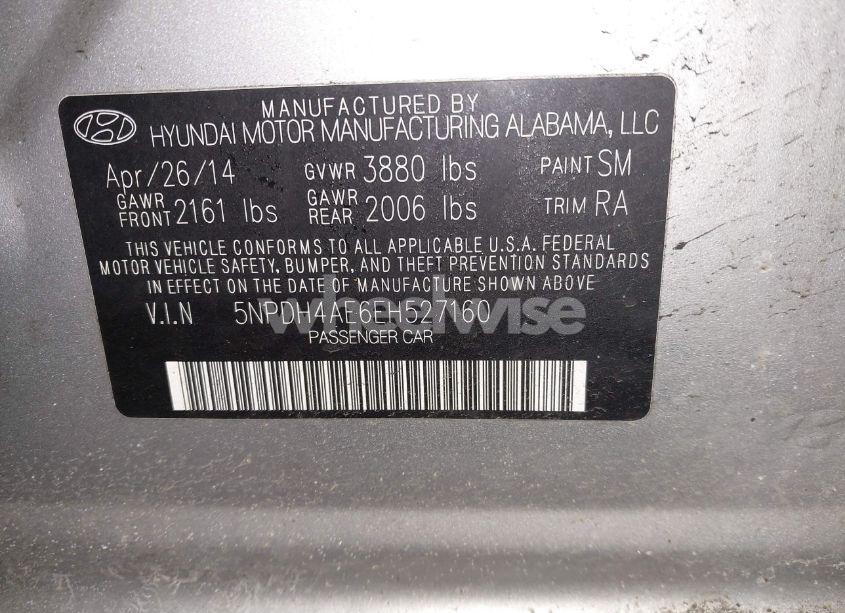 MANUFACTURED BY
HYUNDAI MOTOR MANUFACTURING ALABAMA, LLC
Apr/26/14 GVWR 3880 lbs PAINT SM
GAWR FRONT 2161 lbs GAWR REAR 2006 lbs TRIM RA
THIS VEHICLE CONFORMS TO ALL APPLICABLE U.S.A. FEDERAL
MOTOR VEHICLE SAFETY, BUMPER, AND THEFT PREVENTION STANDARDS
IN EFFECT ON THE DATE OF MANUFACTURE SHOWN ABOVE
V.I.N 5NPDH4AE6EH527160
wheelwise
PASSENGER CAR